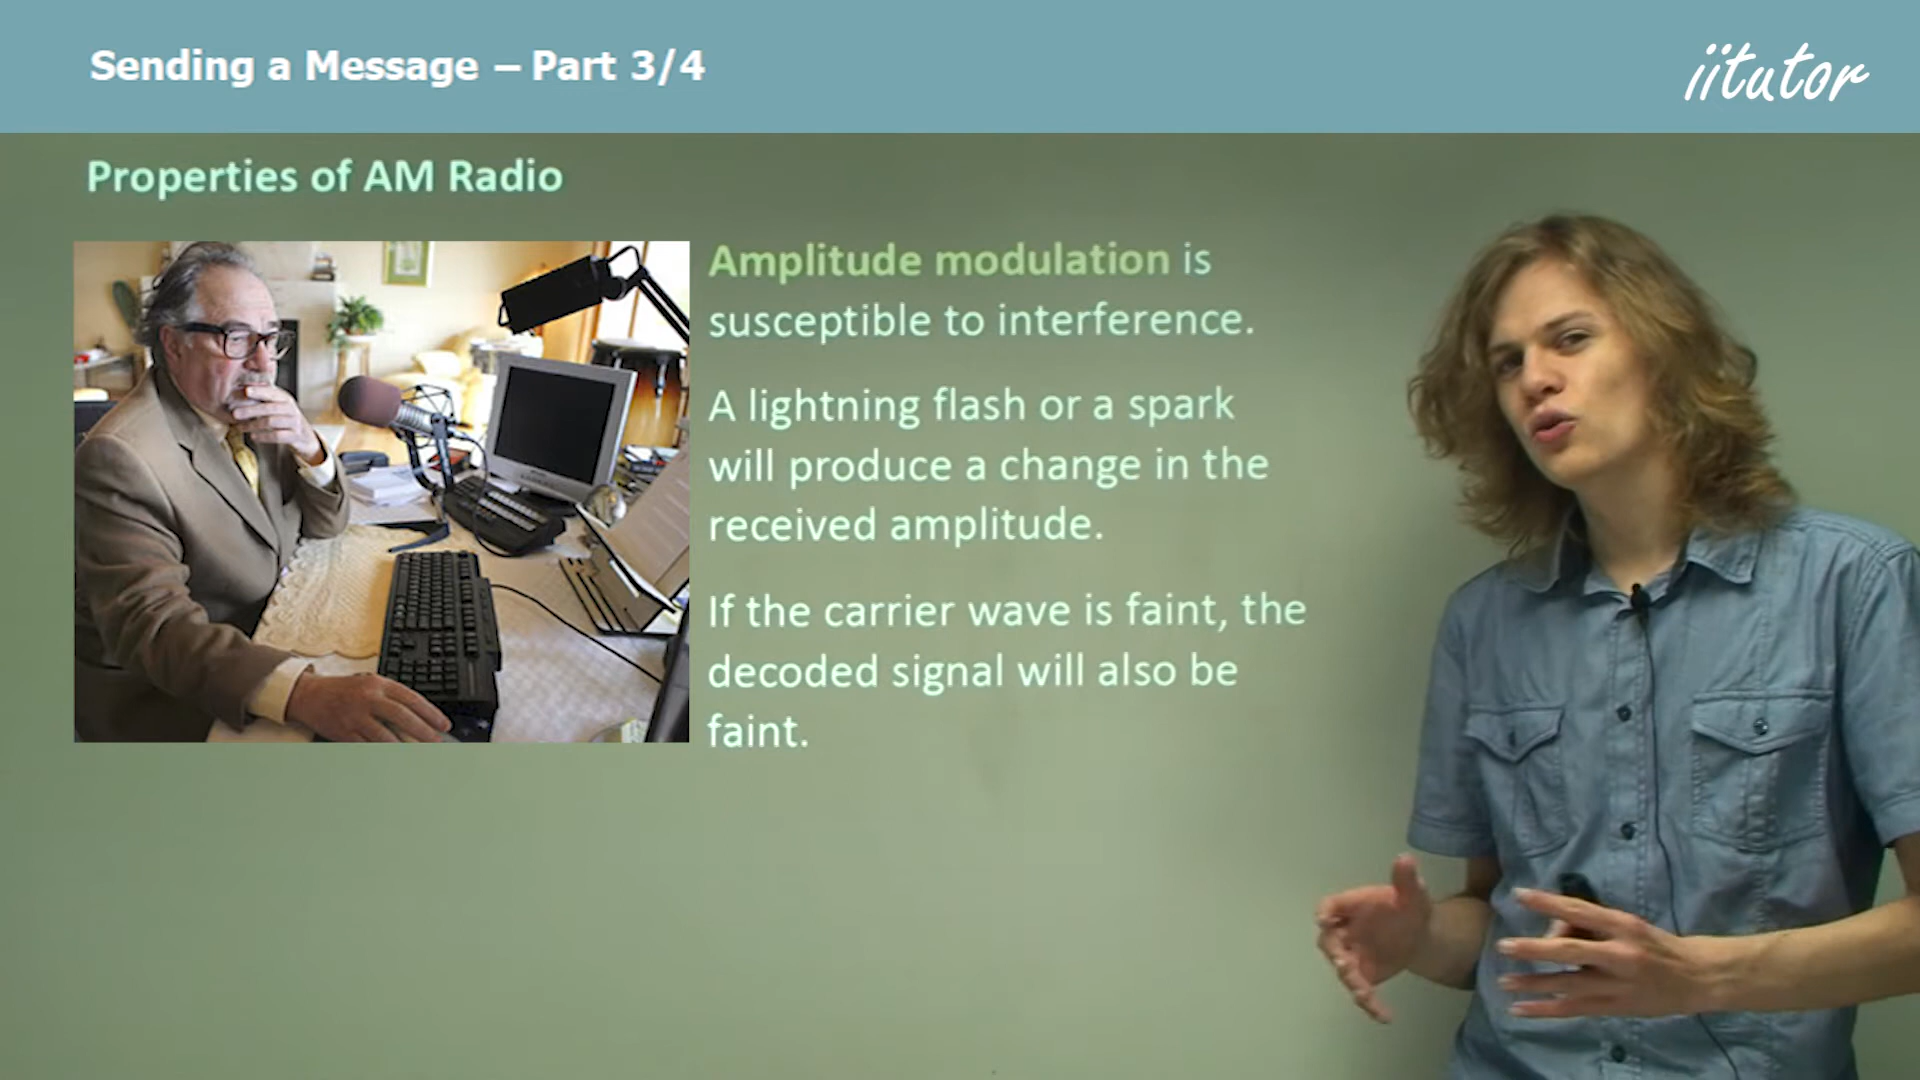 Sending a Message – Part 3/4
iitutor
Properties of AM Radio
Amplitude modulation is
susceptible to interference.
A lightning flash or a spark
will produce a change in the
received amplitude.
If the carrier wave is faint, the
decoded signal will also be
faint.